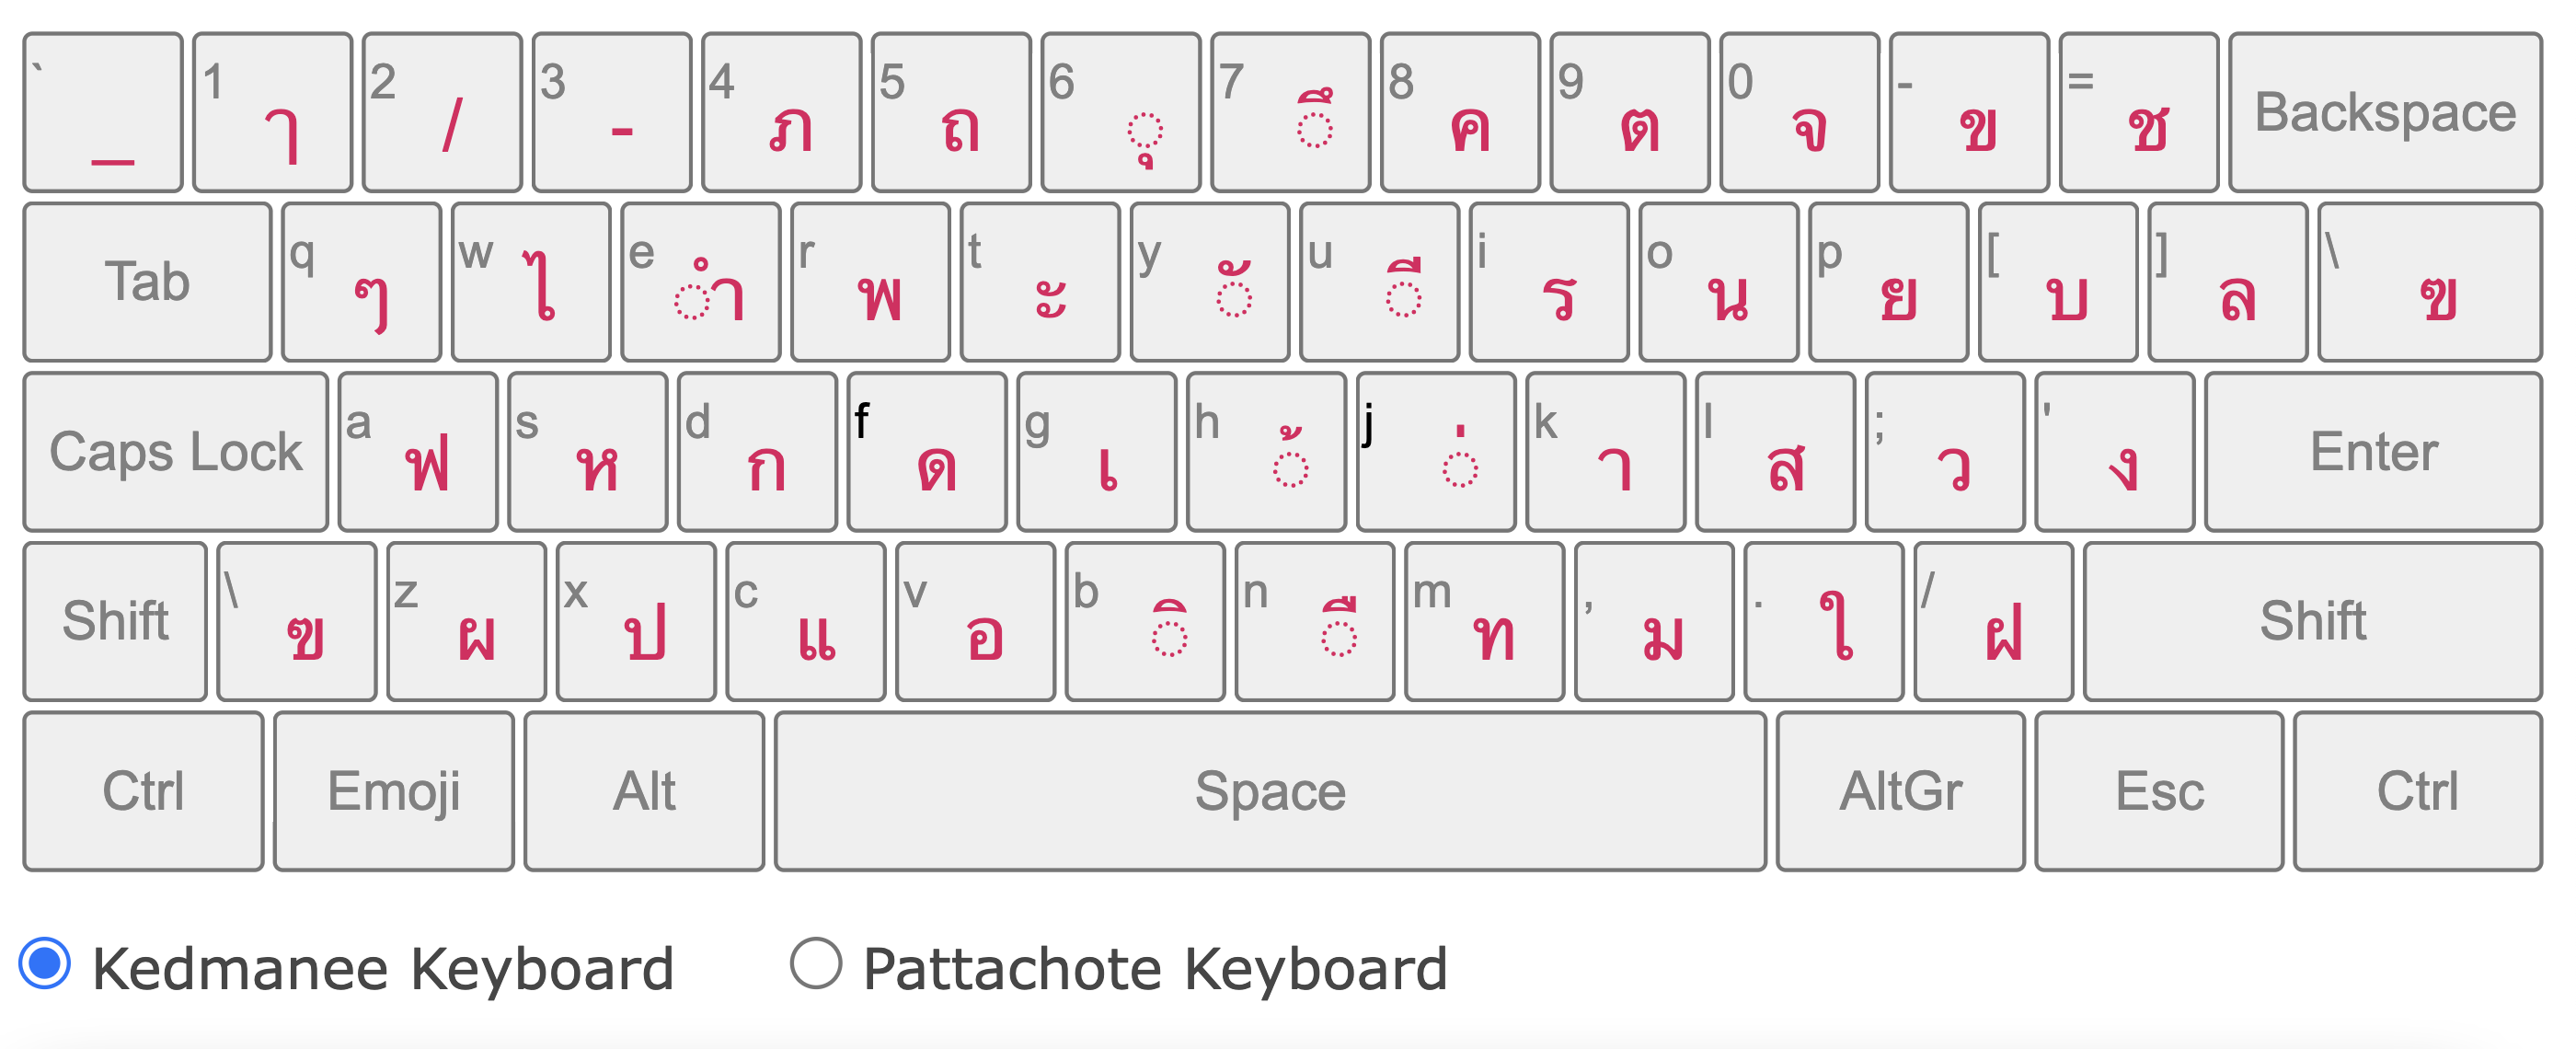 ` _ 1 ๅ 2 / 3 - 4 ภ 5 ถ 6 ◌ุ 7 ◌ึ 8 ค 9 ต 0 จ - ข = ช Backspace
Tab q ๆ w ไ e ◌ำ r พ t ะ y ◌ั u ◌ี i ร o น p ย [ บ ] ล \ ฃ
Caps Lock a ฟ s ห d ก f ด g เ h ◌้ j ◌่ k า l ส ; ว ' ง Enter
Shift \ ฃ z ผ x ป c แ v อ b ◌ิ n ◌ื m ท , ม . ใ / ฝ Shift
Ctrl Emoji Alt Space AltGr Esc Ctrl
Kedmanee Keyboard Pattachote Keyboard